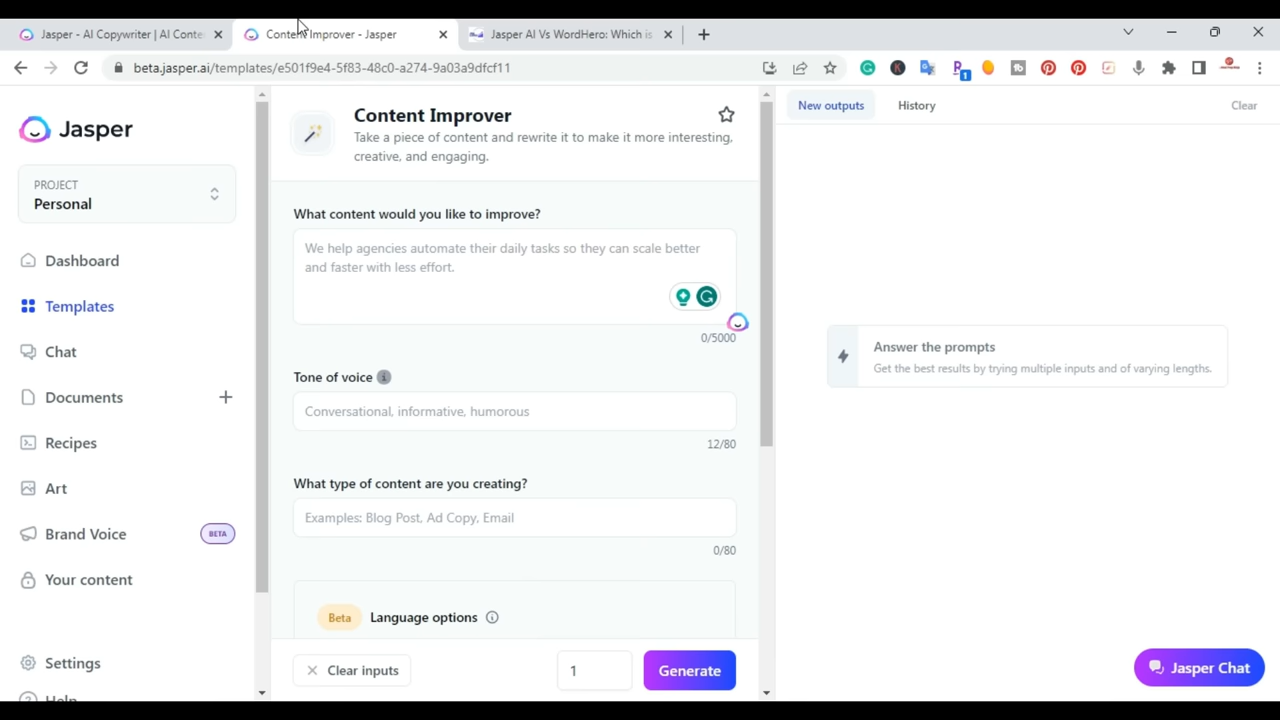 Jasper - AI Copywriter | AI Conte
Content Improver - Jasper
Jasper AI Vs WordHero: Which is
beta.jasper.ai/templates/e501f9e4-5f83-48c0-a274-9a03a9dfcf11
1
Jasper
PROJECT
Personal
Dashboard
Templates
Chat
Documents
Recipes
Art
Brand Voice
BETA
Your content
Settings
Help
Content Improver
Take a piece of content and rewrite it to make it more interesting,
creative, and engaging.
What content would you like to improve?
We help agencies automate their daily tasks so they can scale better
and faster with less effort.
0/5000
Tone of voice
Conversational, informative, humorous
12/80
What type of content are you creating?
Examples: Blog Post, Ad Copy, Email
0/80
Beta Language options
Clear inputs
1
Generate
New outputs
History
Clear
Answer the prompts
Get the best results by trying multiple inputs and of varying lengths.
Jasper Chat